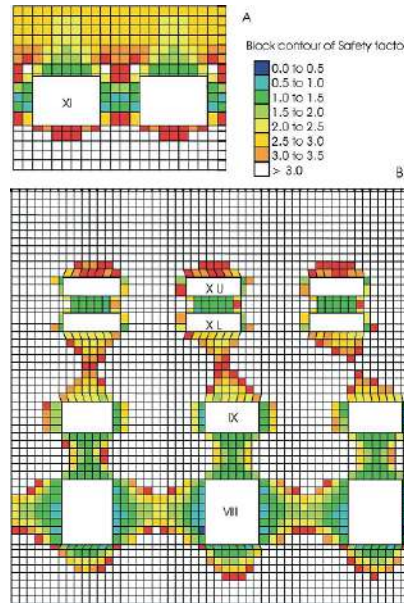 A
Block contour of Safety factor
0.0 to 0.5
0.5 to 1.0
1.0 to 1.5
1.5 to 2.0
2.0 to 2.5
2.5 to 3.0
3.0 to 3.5
> 3.0
XI
B
X U
X L
IX
VIII